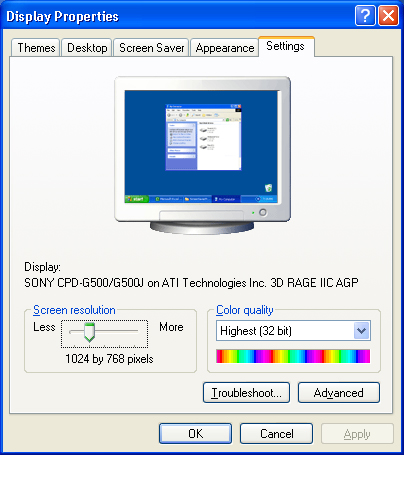 Display Properties
Themes Desktop Screen Saver Appearance Settings
start
Display:
SONY CPD-G500/G500J on ATI Technologies Inc. 3D RAGE IIC AGP
Screen resolution
Less More
1024 by 768 pixels
Color quality
Highest (32 bit)
Troubleshoot... Advanced
OK Cancel Apply